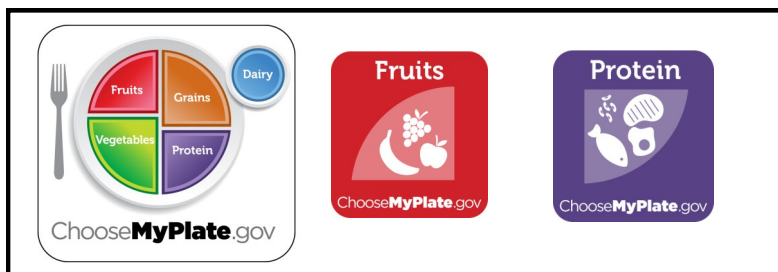 Dairy
Fruits
Grains
Vegetables
Protein
ChooseMyPlate.gov
Fruits
ChooseMyPlate.gov
Protein
ChooseMyPlate.gov